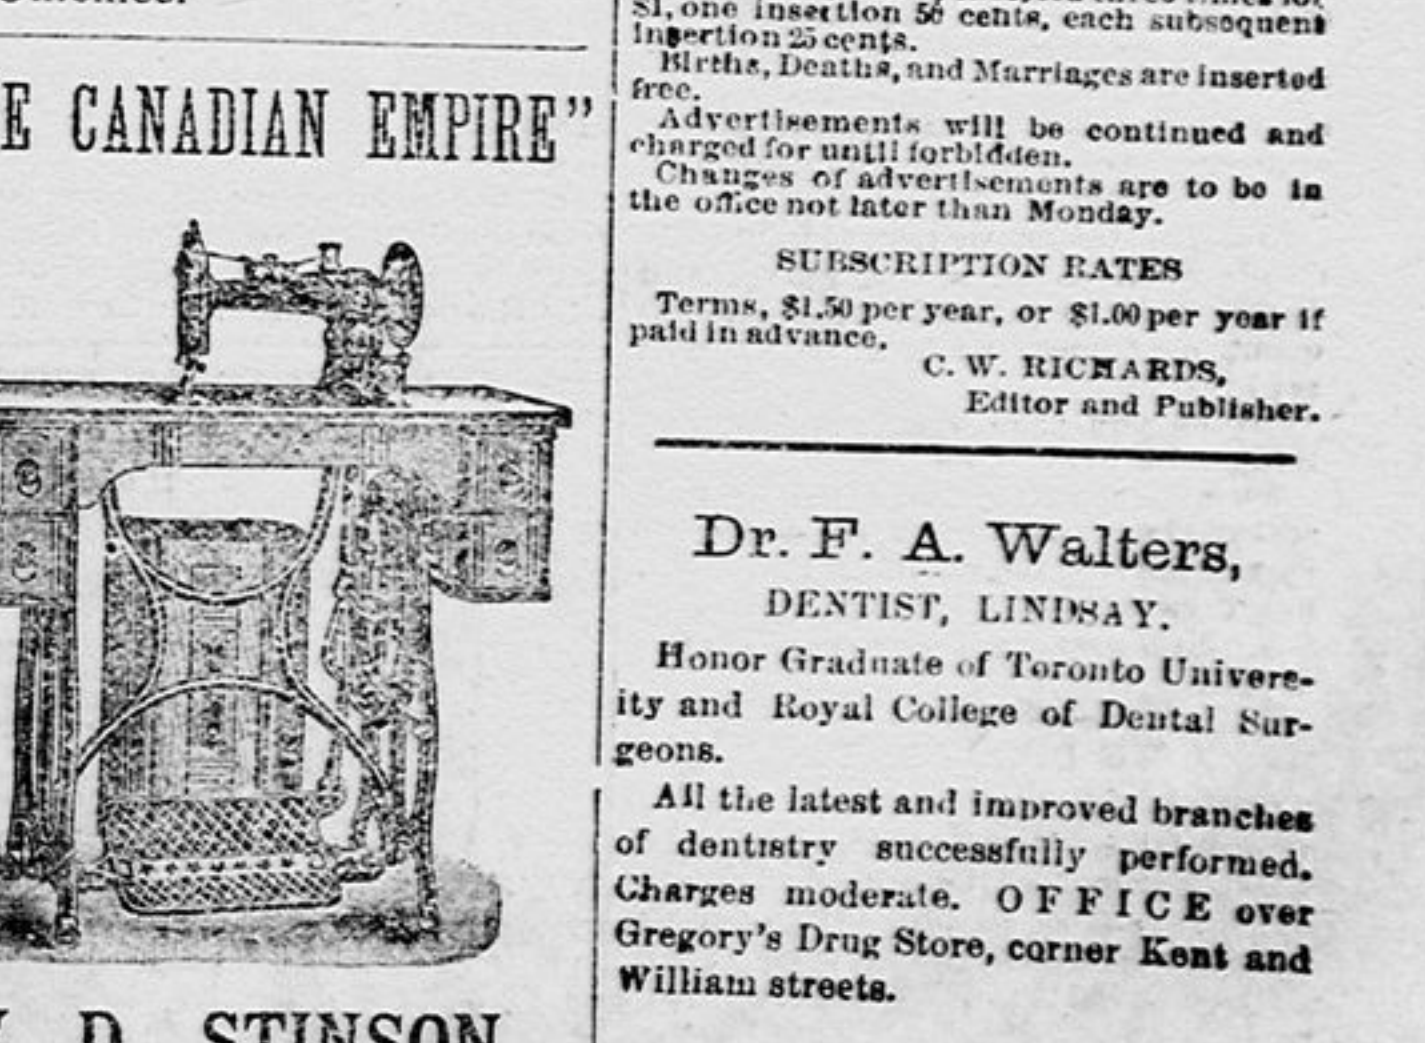 E CANADIAN EMPIRE"
D. STINSON
$1, one insertion 50 cents, each subsequent
insertion 25 cents.
Births, Deaths, and Marriages are inserted
free.
Advertisements will be continued and
charged for until forbidden.
Changes of advertisements are to be in
the office not later than Monday.
SUBSCRIPTION RATES
Terms, $1.50 per year, or $1.00 per year if
paid in advance.
C. W. RICHARDS,
Editor and Publisher.
Dr. F. A. Walters,
DENTIST, LINDSAY.
Honor Graduate of Toronto Univers-
ity and Royal College of Dental Sur-
geons.
All the latest and improved branches
of dentistry successfully performed.
Charges moderate. OFFICE over
Gregory's Drug Store, corner Kent and
William streets.